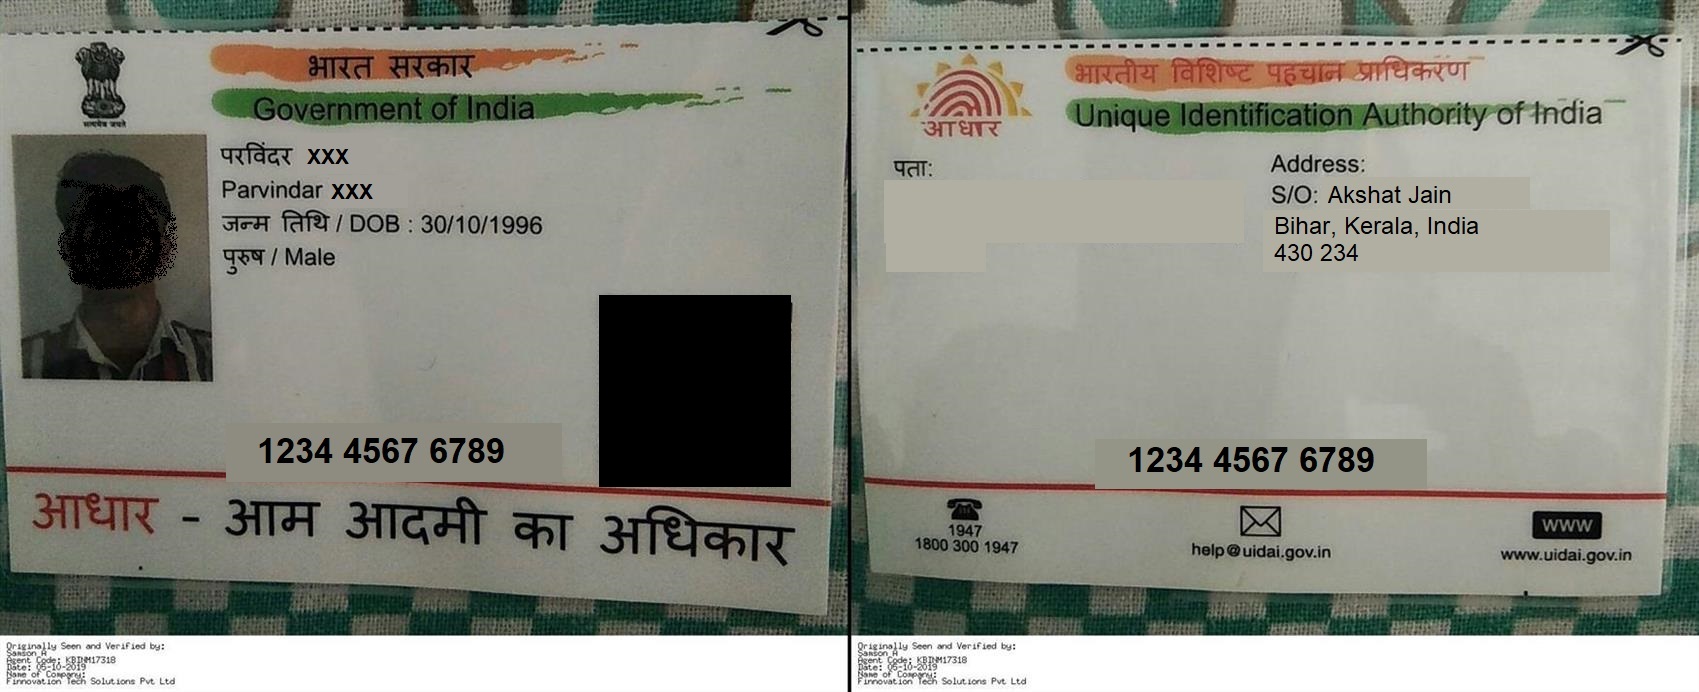 भारत सरकार
Government of India
सत्यमेव जयते
परविंदर xxx
Parvindar xxx
जन्म तिथि / DOB : 30/10/1996
पुरुष / Male
1234 4567 6789
आधार - आम आदमी का अधिकार
Originally Seen and Verified by:
Samson A
Agent Code: KBINM17318
Date: 05-10-2019
Name of Company:
Finnovation Tech Solutions Pvt Ltd
भारतीय विशिष्ट पहचान प्राधिकरण
Unique Identification Authority of India
आधार
पता:
Address:
S/O: Akshat Jain
Bihar, Kerala, India
430 234
1234 4567 6789
1947
1800 300 1947
help@uidai.gov.in
www
www.uidai.gov.in
Originally Seen and Verified by:
Samson A
Agent Code: KBINM17318
Date: 05-10-2019
Name of Company:
Finnovation Tech Solutions Pvt Ltd